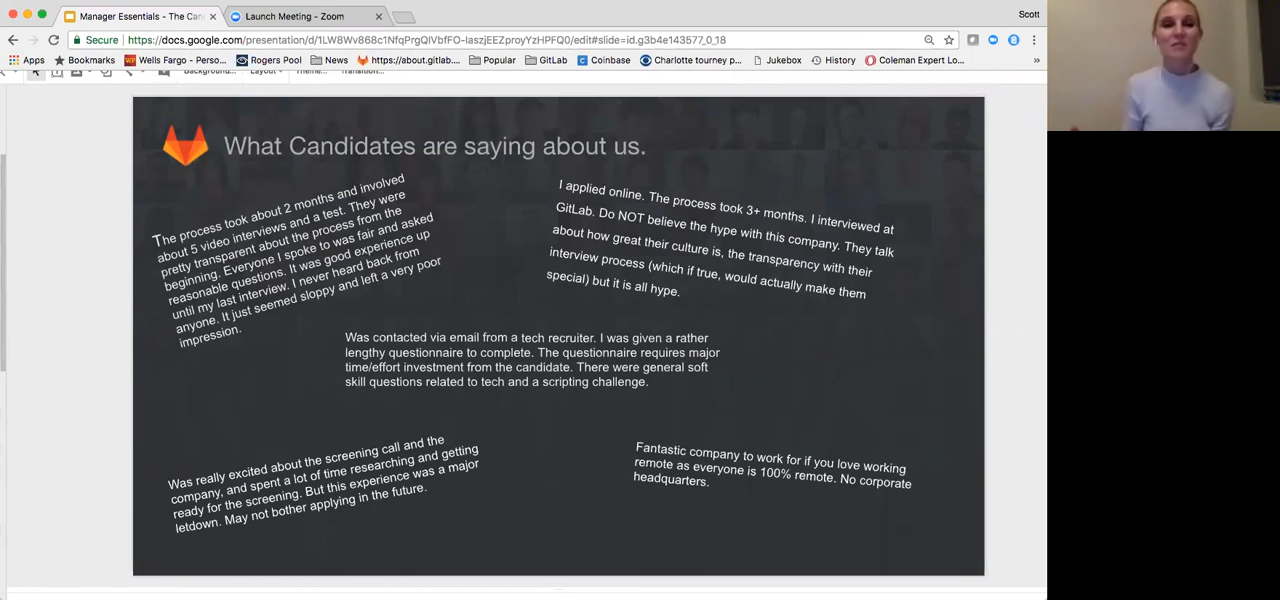 Manager Essentials - The Can
Launch Meeting - Zoom
Scott
Secure
https://docs.google.com/presentation/d/1LW8Wv868c1NfqPrgQIVbfFO-IaszjEEZproyYzHPFQ0/edit#slide=id.g3b4e143577_0_18
Apps
Bookmarks
Wells Fargo - Perso
Rogers Pool
News
https://about.gitlab....
Popular
GitLab
Coinbase
Charlotte tourney p...
Jukebox
History
Coleman Expert Lo...
What Candidates are saying about us.
The process took about 2 months and involved
about 5 video interviews and a test. They were
pretty transparent about the process from the
beginning. Everyone I spoke to was fair and asked
reasonable questions. It was good experience up
until my last interview. I never heard back from
anyone. It just seemed sloppy and left a very poor
impression.
I applied online. The process took 3+ months. I interviewed at
GitLab. Do NOT believe the hype with this company. They talk
about how great their culture is, the transparency with their
interview process (which if true, would actually make them
special) but it is all hype.
Was contacted via email from a tech recruiter. I was given a rather
lengthy questionnaire to complete. The questionnaire requires major
time/effort investment from the candidate. There were general soft
skill questions related to tech and a scripting challenge.
Was really excited about the screening call and the
company, and spent a lot of time researching and getting
ready for the screening. But this experience was a major
letdown. May not bother applying in the future.
Fantastic company to work for if you love working
remote as everyone is 100% remote. No corporate
headquarters.